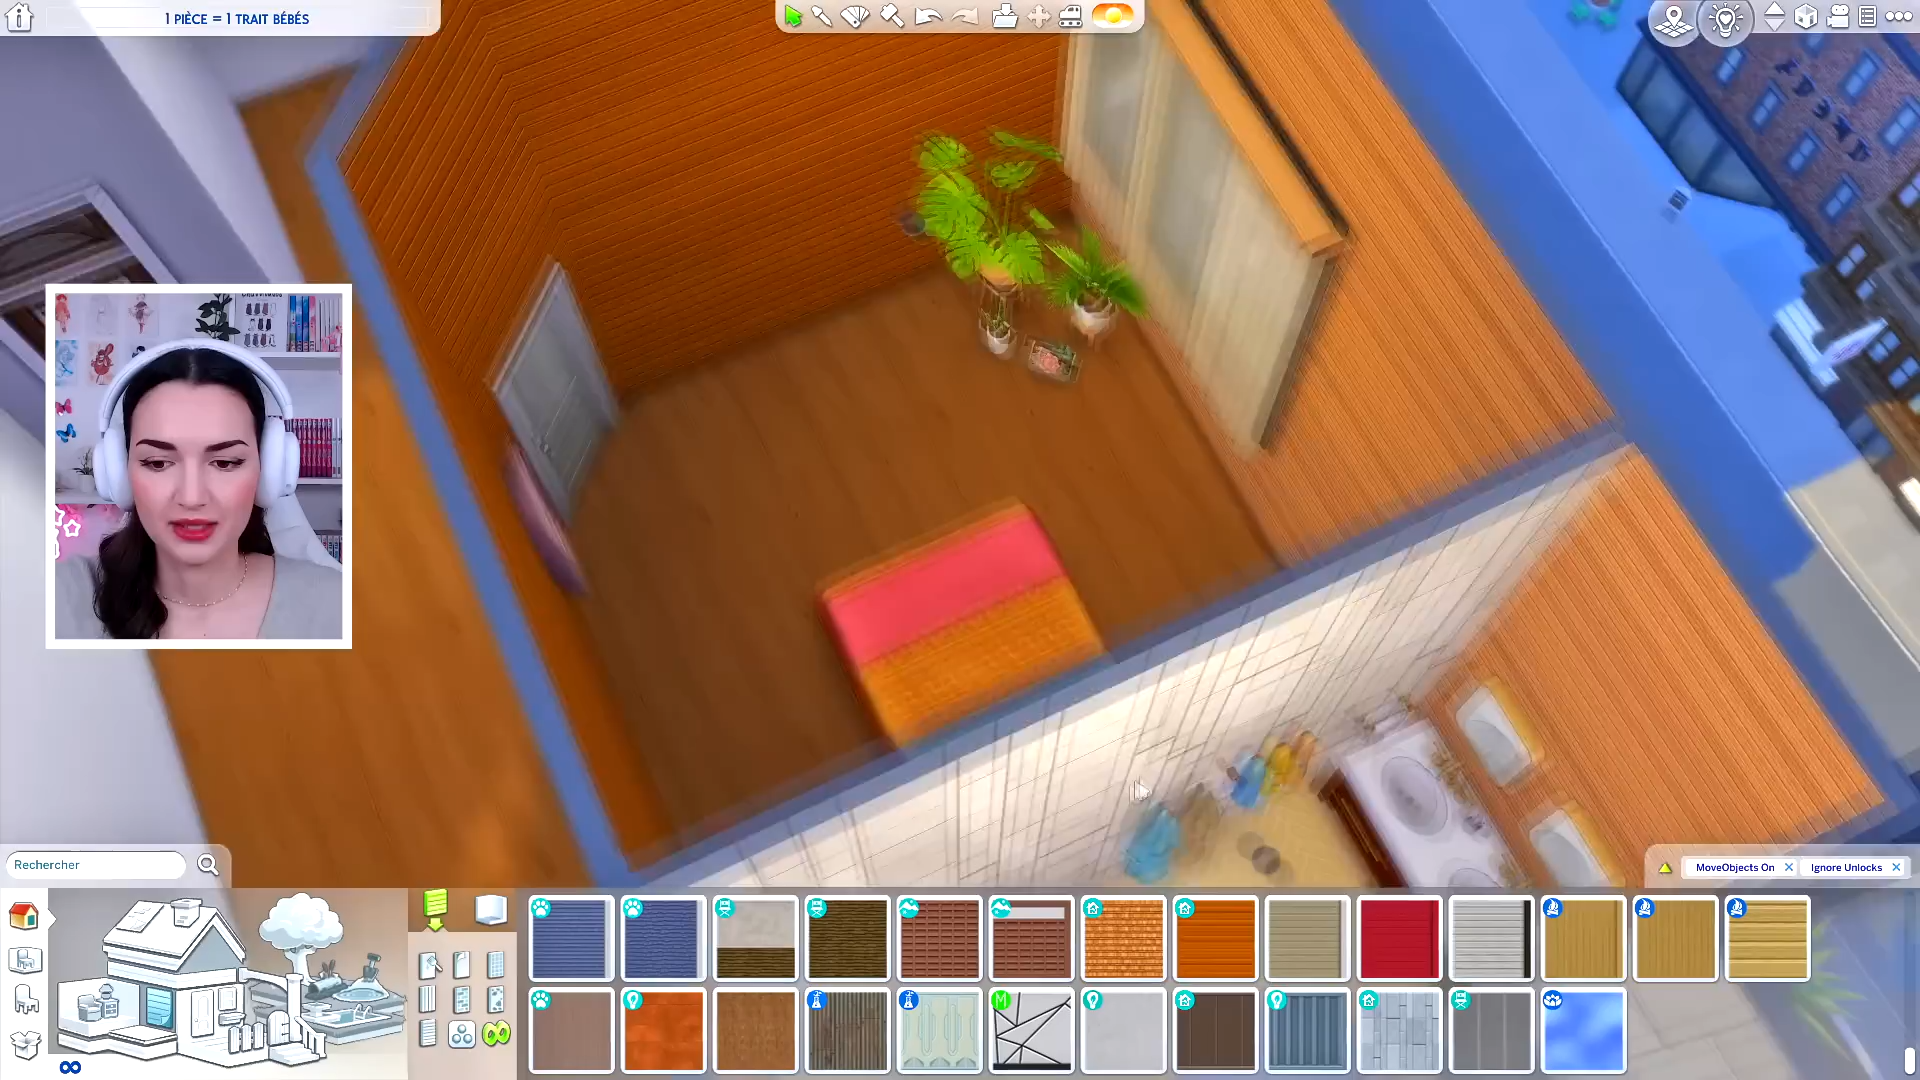 1 PIÈCE = 1 TRAIT BÉBÉS
Rechercher
MoveObjects On
Ignore Unlocks
M